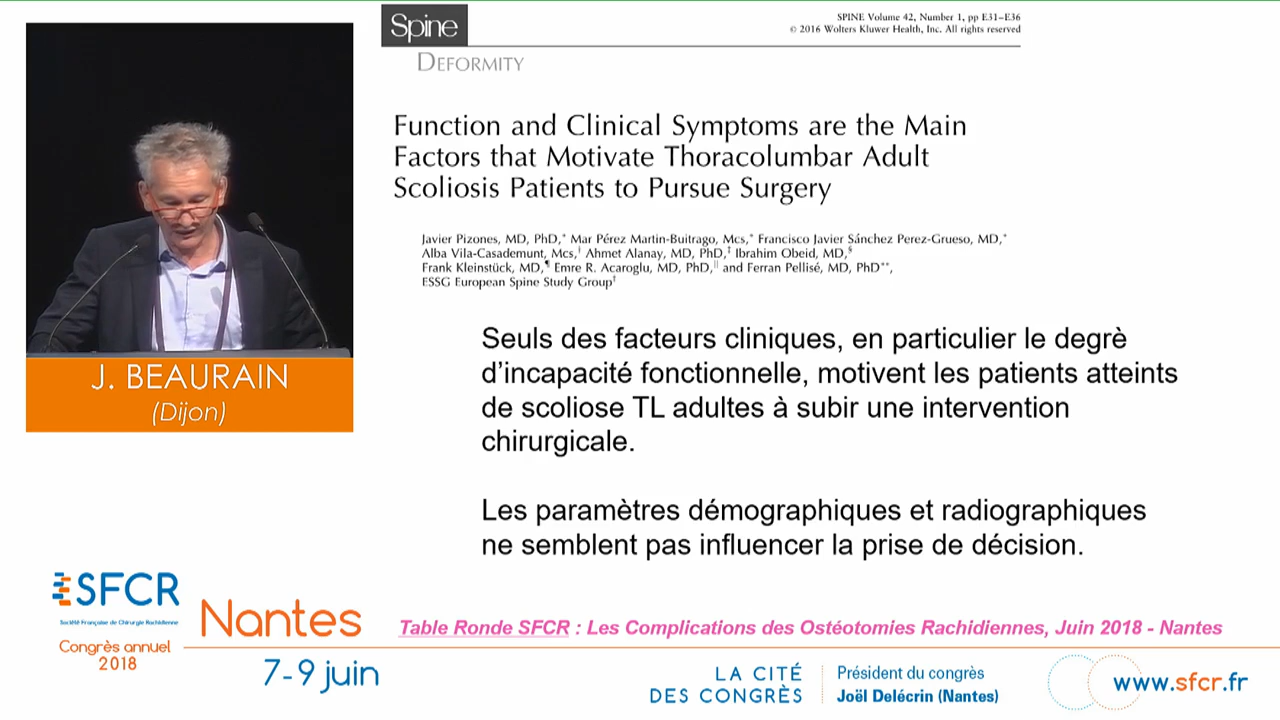 Spine
SPINE Volume 42, Number 1, pp E31–E36
© 2016 Wolters Kluwer Health, Inc. All rights reserved
DEFORMITY
Function and Clinical Symptoms are the Main
Factors that Motivate Thoracolumbar Adult
Scoliosis Patients to Pursue Surgery
Javier Pizones, MD, PhD,* Mar Pérez Martin-Buitrago, Mcs,* Francisco Javier Sánchez Perez-Grueso, MD,*
Alba Vila-Casademunt, Mcs,† Ahmet Alanay, MD, PhD,‡ Ibrahim Obeid, MD,§
Frank Kleinstück, MD,¶ Emre R. Acaroglu, MD, PhD,|| and Ferran Pellisé, MD, PhD**,
ESSG European Spine Study Group†
J. BEAURAIN
(Dijon)
Seuls des facteurs cliniques, en particulier le degrè
d’incapacité fonctionnelle, motivent les patients atteints
de scoliose TL adultes à subir une intervention
chirurgicale.
Les paramètres démographiques et radiographiques
ne semblent pas influencer la prise de décision.
SFCR
Société Française de Chirurgie Rachidienne
Congrès annuel
2018
Nantes
7-9 juin
Table Ronde SFCR : Les Complications des Ostéotomies Rachidiennes, Juin 2018 - Nantes
LA CITÉ
DES CONGRÈS
Président du congrès
Joël Delécrin (Nantes)
www.sfcr.fr